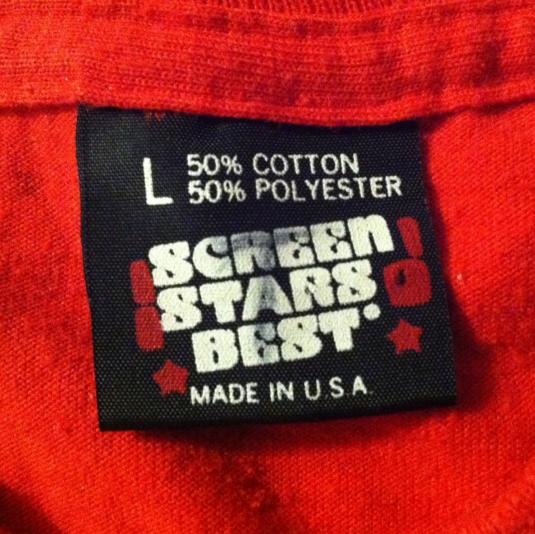 L 50% COTTON
50% POLYESTER
SCREEN
STARS
BEST
MADE IN U.S.A.